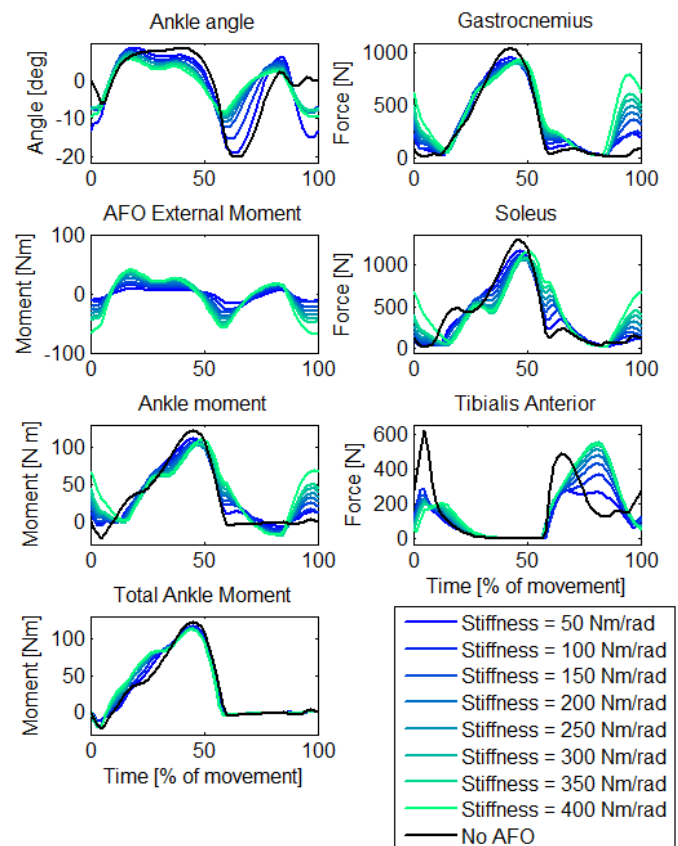 Ankle angle
Angle [deg]
0
-10
-20
0
50
100
Gastrocnemius
Force [N]
1000
500
0
0
50
100
AFO External Moment
Moment [Nm]
100
0
-100
0
50
100
Soleus
Force [N]
1000
500
0
0
50
100
Ankle moment
Moment [N m]
100
50
0
0
50
100
Tibialis Anterior
Force [N]
600
400
200
0
0
50
100
Time [% of movement]
Total Ankle Moment
Moment [Nm]
100
50
0
0
50
100
Time [% of movement]
Stiffness = 50 Nm/rad
Stiffness = 100 Nm/rad
Stiffness = 150 Nm/rad
Stiffness = 200 Nm/rad
Stiffness = 250 Nm/rad
Stiffness = 300 Nm/rad
Stiffness = 350 Nm/rad
Stiffness = 400 Nm/rad
No AFO